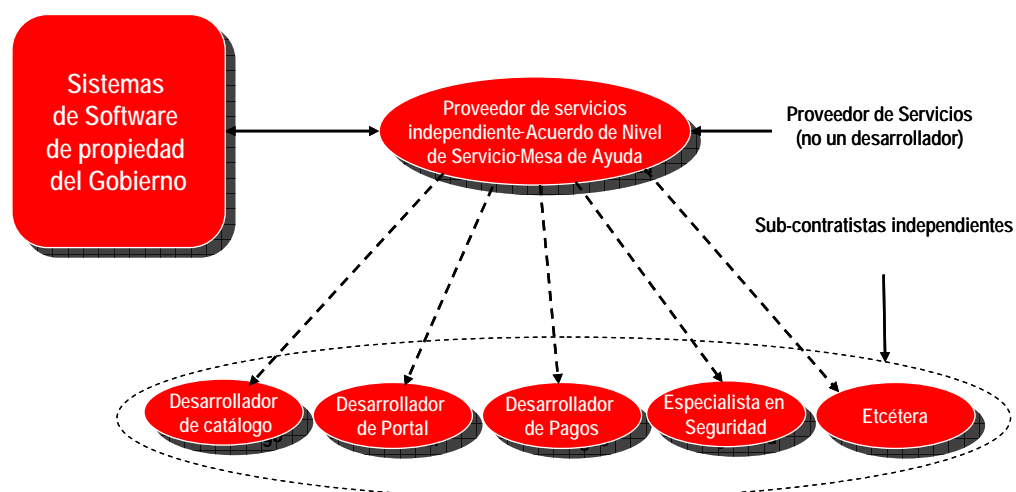 Sistemas
de Software
de propiedad
del Gobierno
Proveedor de servicios
independiente-Acuerdo de Nivel
de Servicio-Mesa de Ayuda
Proveedor de Servicios
(no un desarrollador)
Sub-contratistas independientes
Desarrollador
de catálogo
Desarrollador
de Portal
Desarrollador
de Pagos
Especialista en
Seguridad
Etcétera